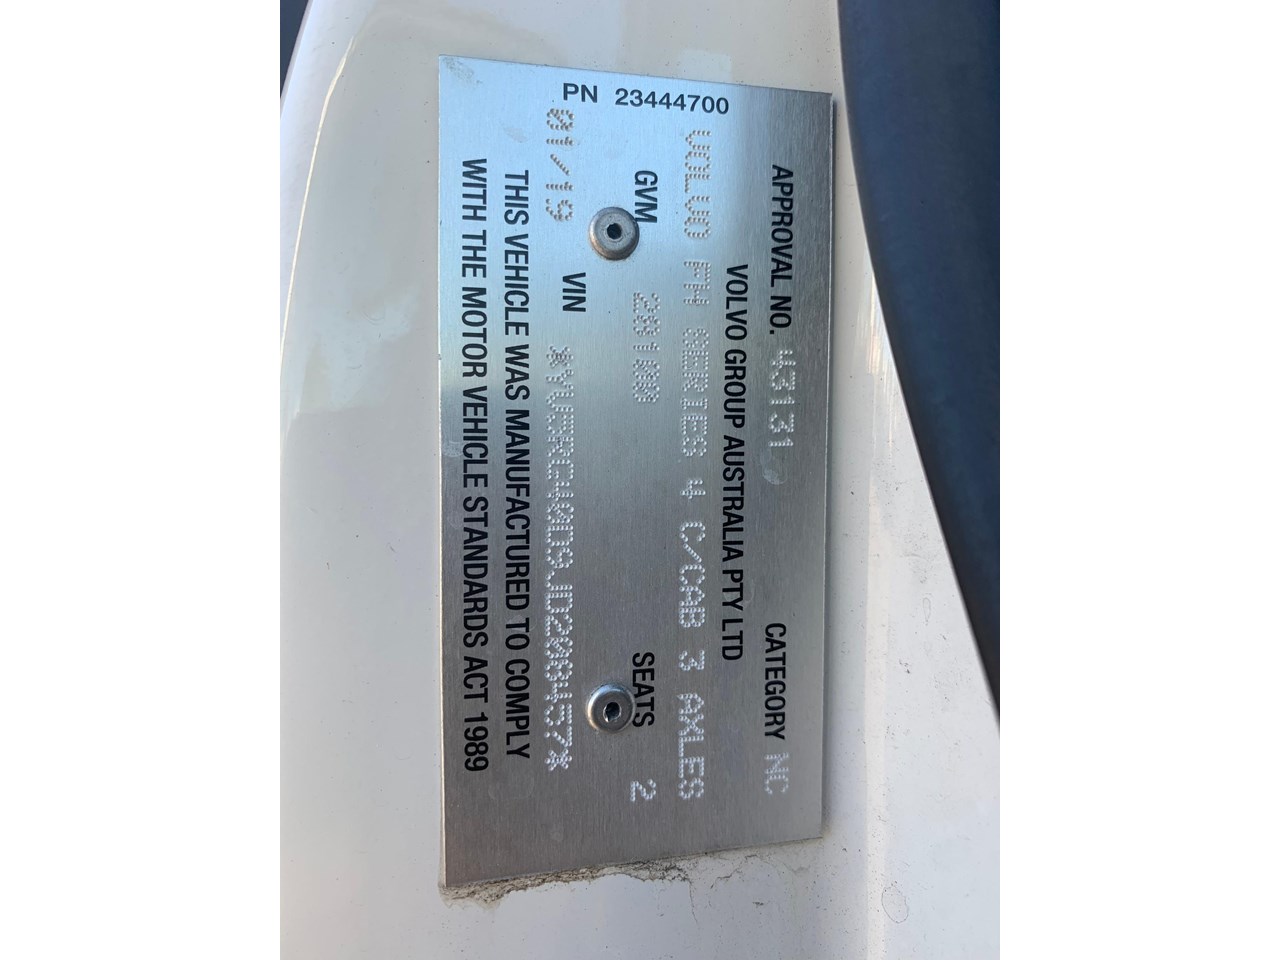 PN 23444700
APPROVAL NO. 43131 CATEGORY NC
VOLVO GROUP AUSTRALIA PTY LTD
VOLVO FM SERIES 4 C/CAB 3 AXLES
GVM 28100 SEATS 2
01/19 VIN
THIS VEHICLE WAS MANUFACTURED TO COMPLY
WITH THE MOTOR VEHICLE STANDARDS ACT 1989